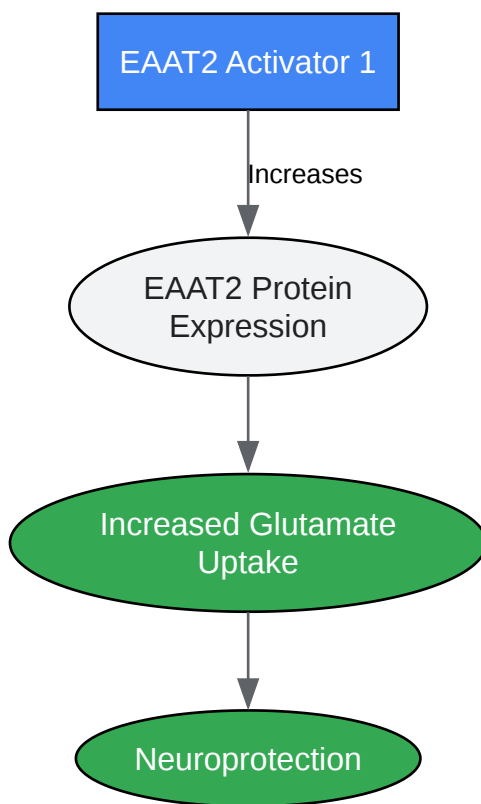 EAAT2 Activator 1
Increases
EAAT2 Protein
Expression
Increased Glutamate
Uptake
Neuroprotection